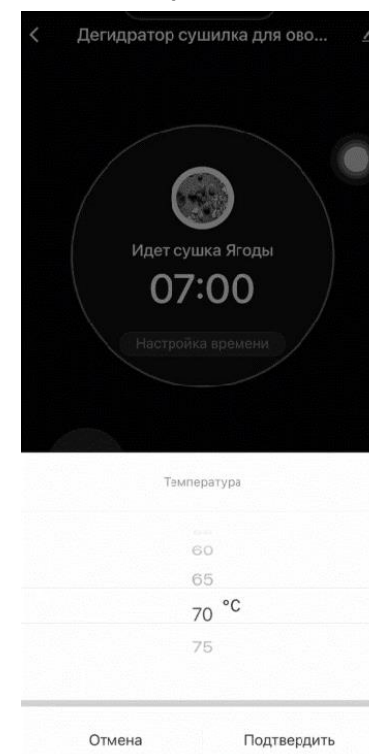 Дегидратор сушилка для ово...
Идет сушка Ягоды
07:00
Настройка времени
Температура
60
65
70 °C
75
Отмена
Подтвердить